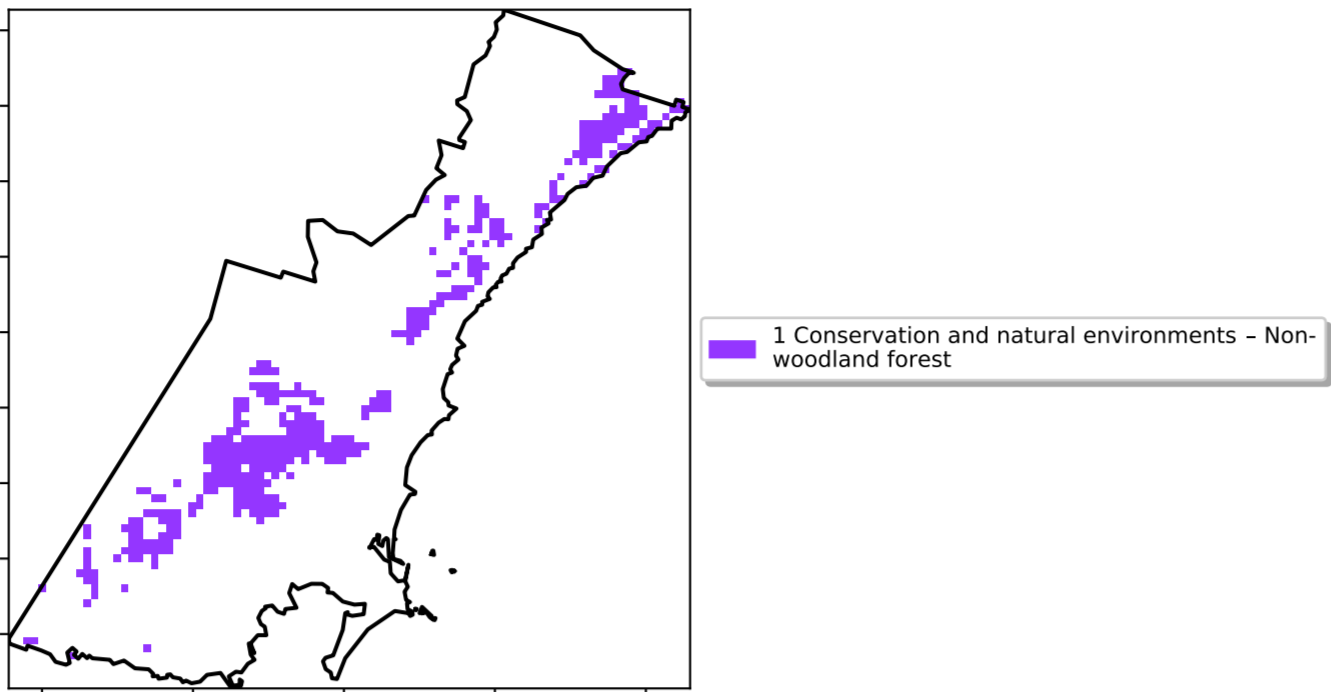 1 Conservation and natural environments – Non-
woodland forest